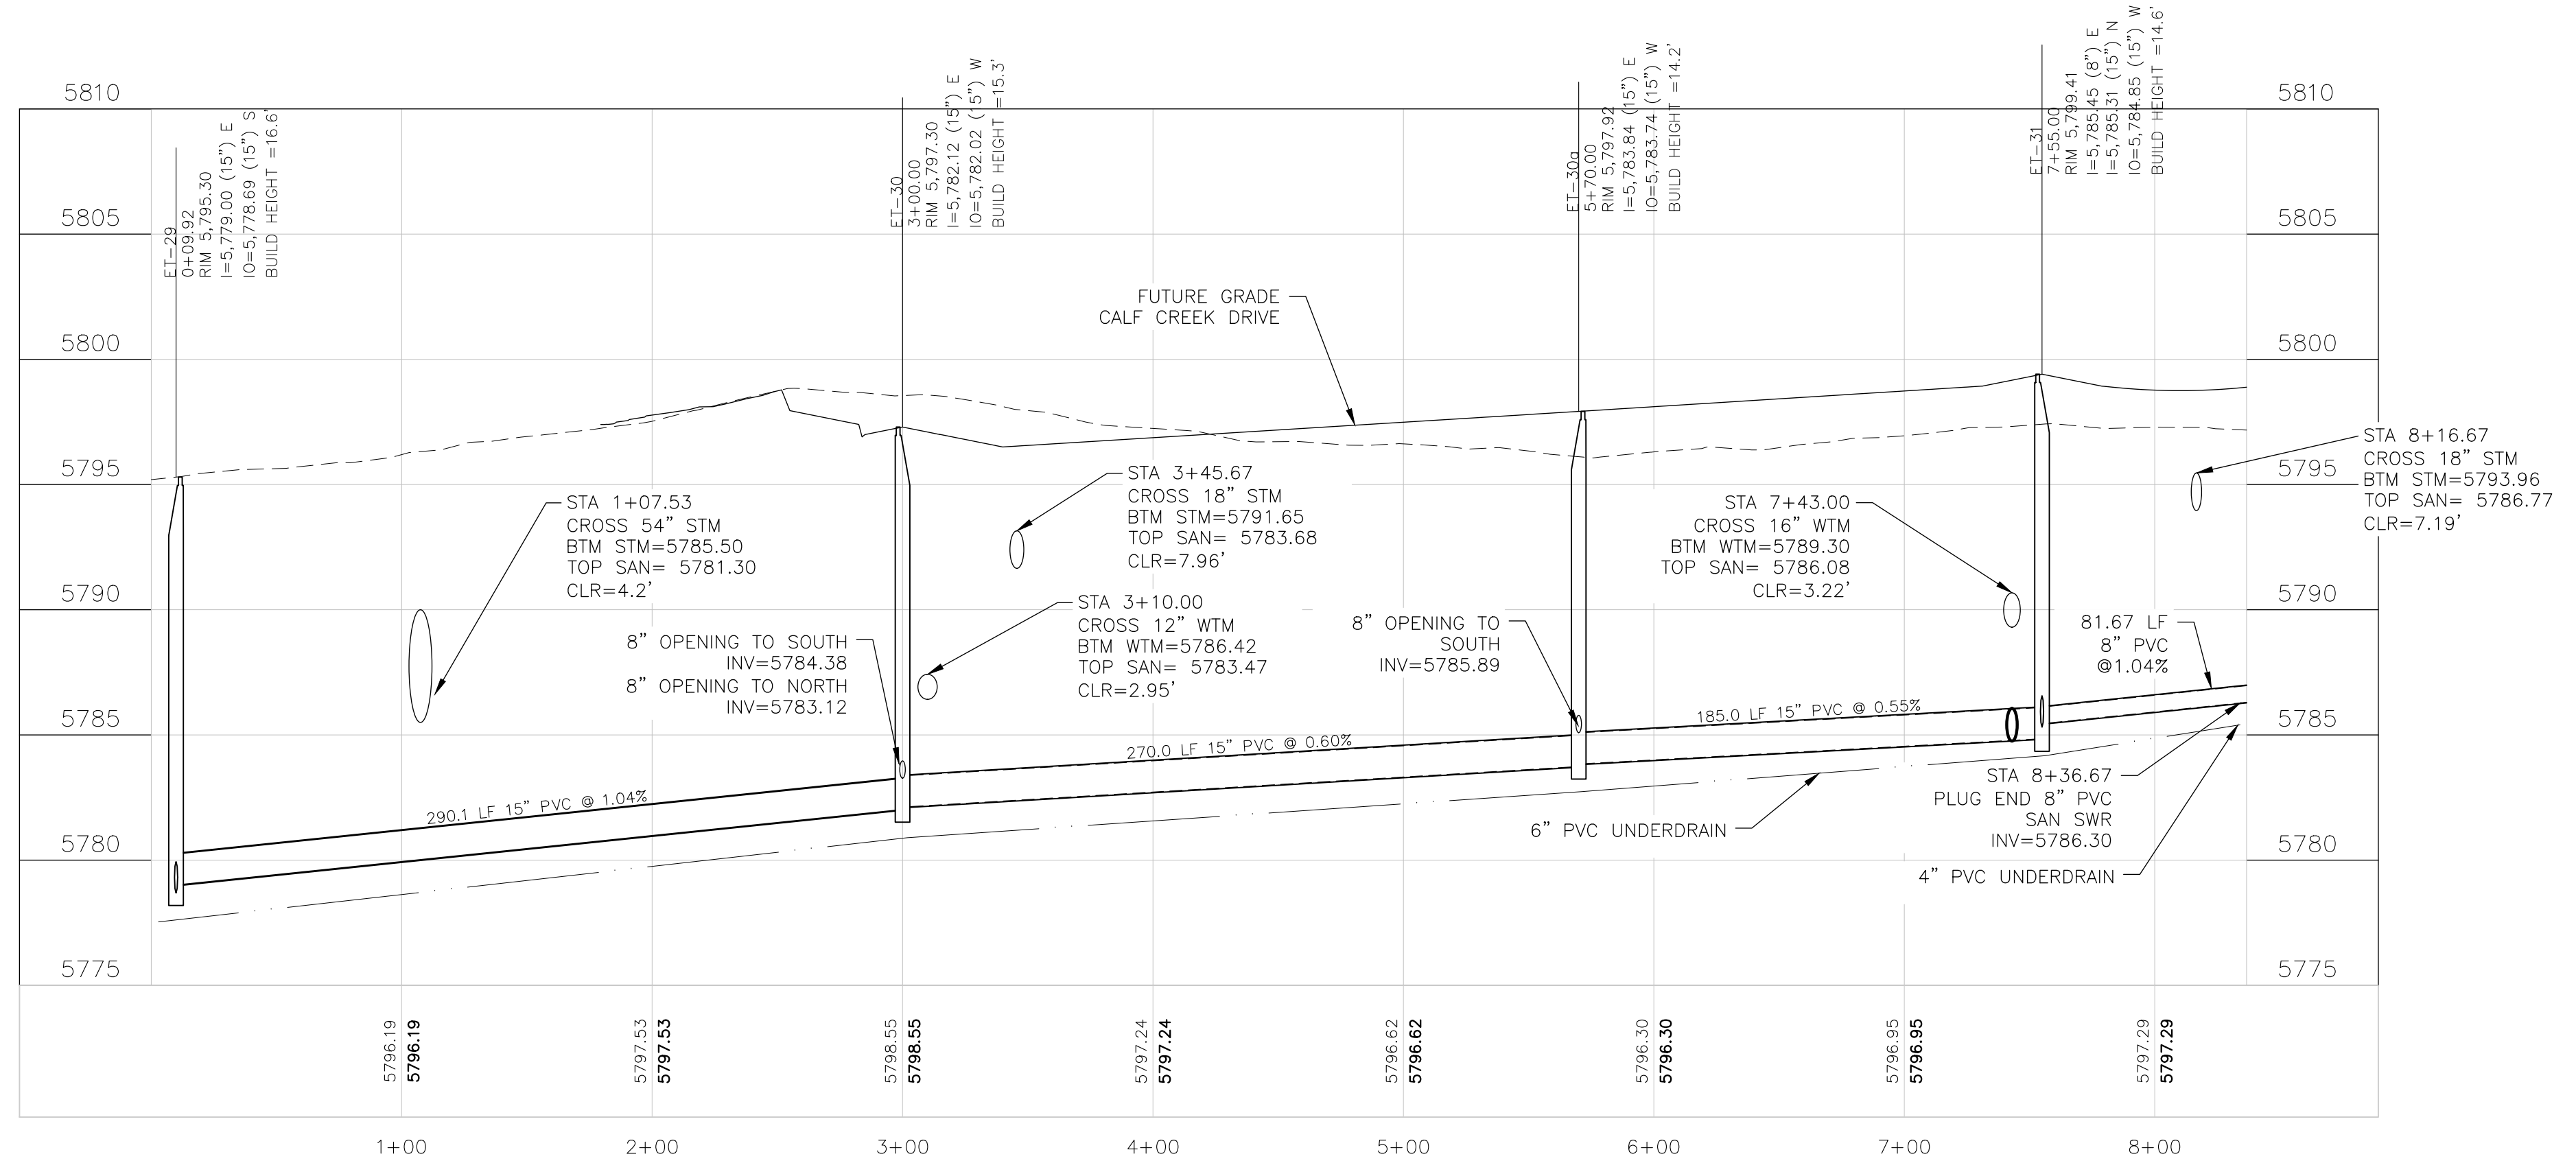 ET-29
0+09.92
RIM 5,795.30
I=5,779.00 (15") E
IO=5,778.69 (15") S
BUILD HEIGHT =16.6'
ET-30
3+00.00
RIM 5,797.30
I=5,782.12 (15") E
IO=5,782.02 (15") W
BUILD HEIGHT =15.3'
ET-30a
5+70.00
RIM 5,797.92
I=5,783.84 (15") E
IO=5,783.74 (15") W
BUILD HEIGHT =14.2'
ET-31
7+55.00
RIM 5,799.41
I=5,785.45 (8") E
I=5,785.31 (15") N
IO=5,784.85 (15") W
BUILD HEIGHT =14.6'
5810
5805
5800
5795
5790
5785
5780
5775
5810
5805
5800
5795
5790
5785
5780
5775
FUTURE GRADE
CALF CREEK DRIVE
STA 1+07.53
CROSS 54" STM
BTM STM=5785.50
TOP SAN= 5781.30
CLR=4.2'
8" OPENING TO SOUTH
INV=5784.38
8" OPENING TO NORTH
INV=5783.12
STA 3+45.67
CROSS 18" STM
BTM STM=5791.65
TOP SAN= 5783.68
CLR=7.96'
STA 3+10.00
CROSS 12" WTM
BTM WTM=5786.42
TOP SAN= 5783.47
CLR=2.95'
8" OPENING TO
SOUTH
INV=5785.89
STA 7+43.00
CROSS 16" WTM
BTM WTM=5789.30
TOP SAN= 5786.08
CLR=3.22'
STA 8+16.67
CROSS 18" STM
BTM STM=5793.96
TOP SAN= 5786.77
CLR=7.19'
81.67 LF
8" PVC
@1.04%
290.1 LF 15" PVC @ 1.04%
270.0 LF 15" PVC @ 0.60%
185.0 LF 15" PVC @ 0.55%
6" PVC UNDERDRAIN
STA 8+36.67
PLUG END 8" PVC
SAN SWR
INV=5786.30
4" PVC UNDERDRAIN
5796.19
5796.19
5797.53
5797.53
5798.55
5798.55
5797.24
5797.24
5796.62
5796.62
5796.30
5796.30
5796.95
5796.95
5797.29
5797.29
1+00
2+00
3+00
4+00
5+00
6+00
7+00
8+00